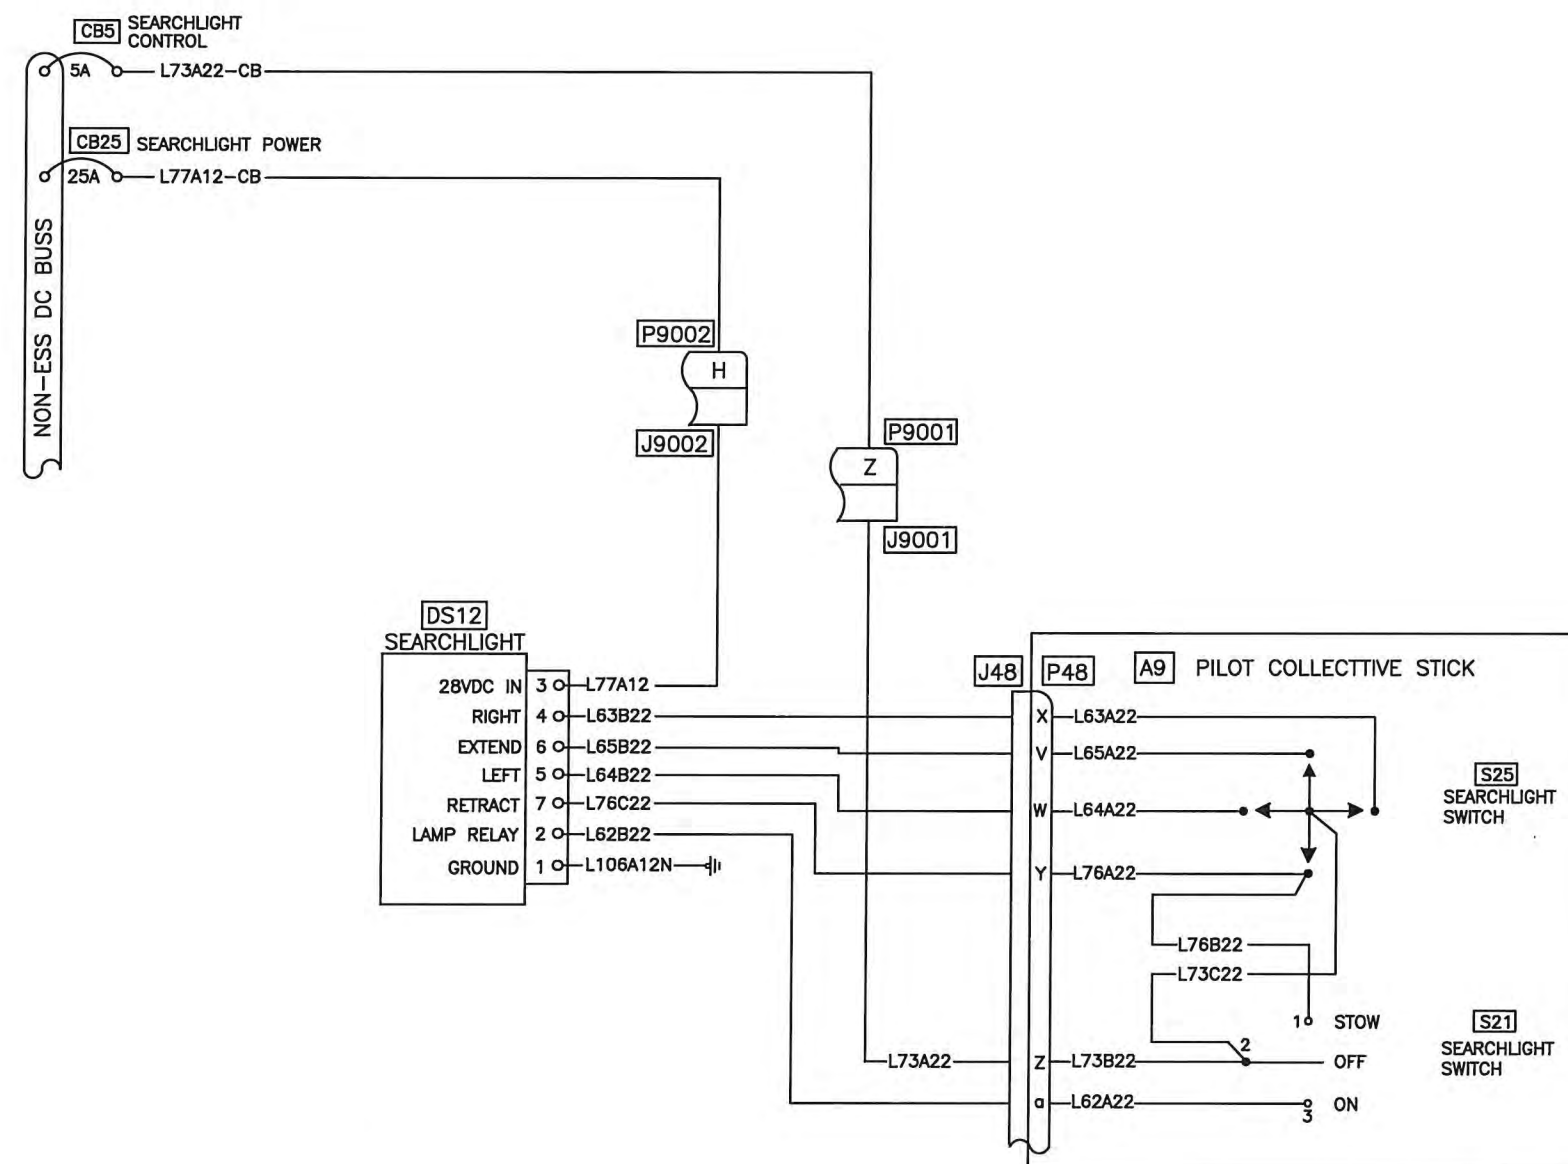 CB5 SEARCHLIGHT
CONTROL
5A L73A22-CB
CB25 SEARCHLIGHT POWER
25A L77A12-CB
NON-ESS DC BUSS
P9002
H
J9002
P9001
Z
J9001
DS12
SEARCHLIGHT
28VDC IN 3 L77A12
RIGHT 4 L63B22
EXTEND 6 L65B22
LEFT 5 L64B22
RETRACT 7 L76C22
LAMP RELAY 2 L62B22
GROUND 1 L106A12N
J48 P48 A9 PILOT COLLECTTIVE STICK
X L63A22
V L65A22
W L64A22
Y L76A22
S25
SEARCHLIGHT
SWITCH
L76B22
L73C22
1 STOW
L73A22 Z L73B22 2 OFF
a L62A22 3 ON
S21
SEARCHLIGHT
SWITCH